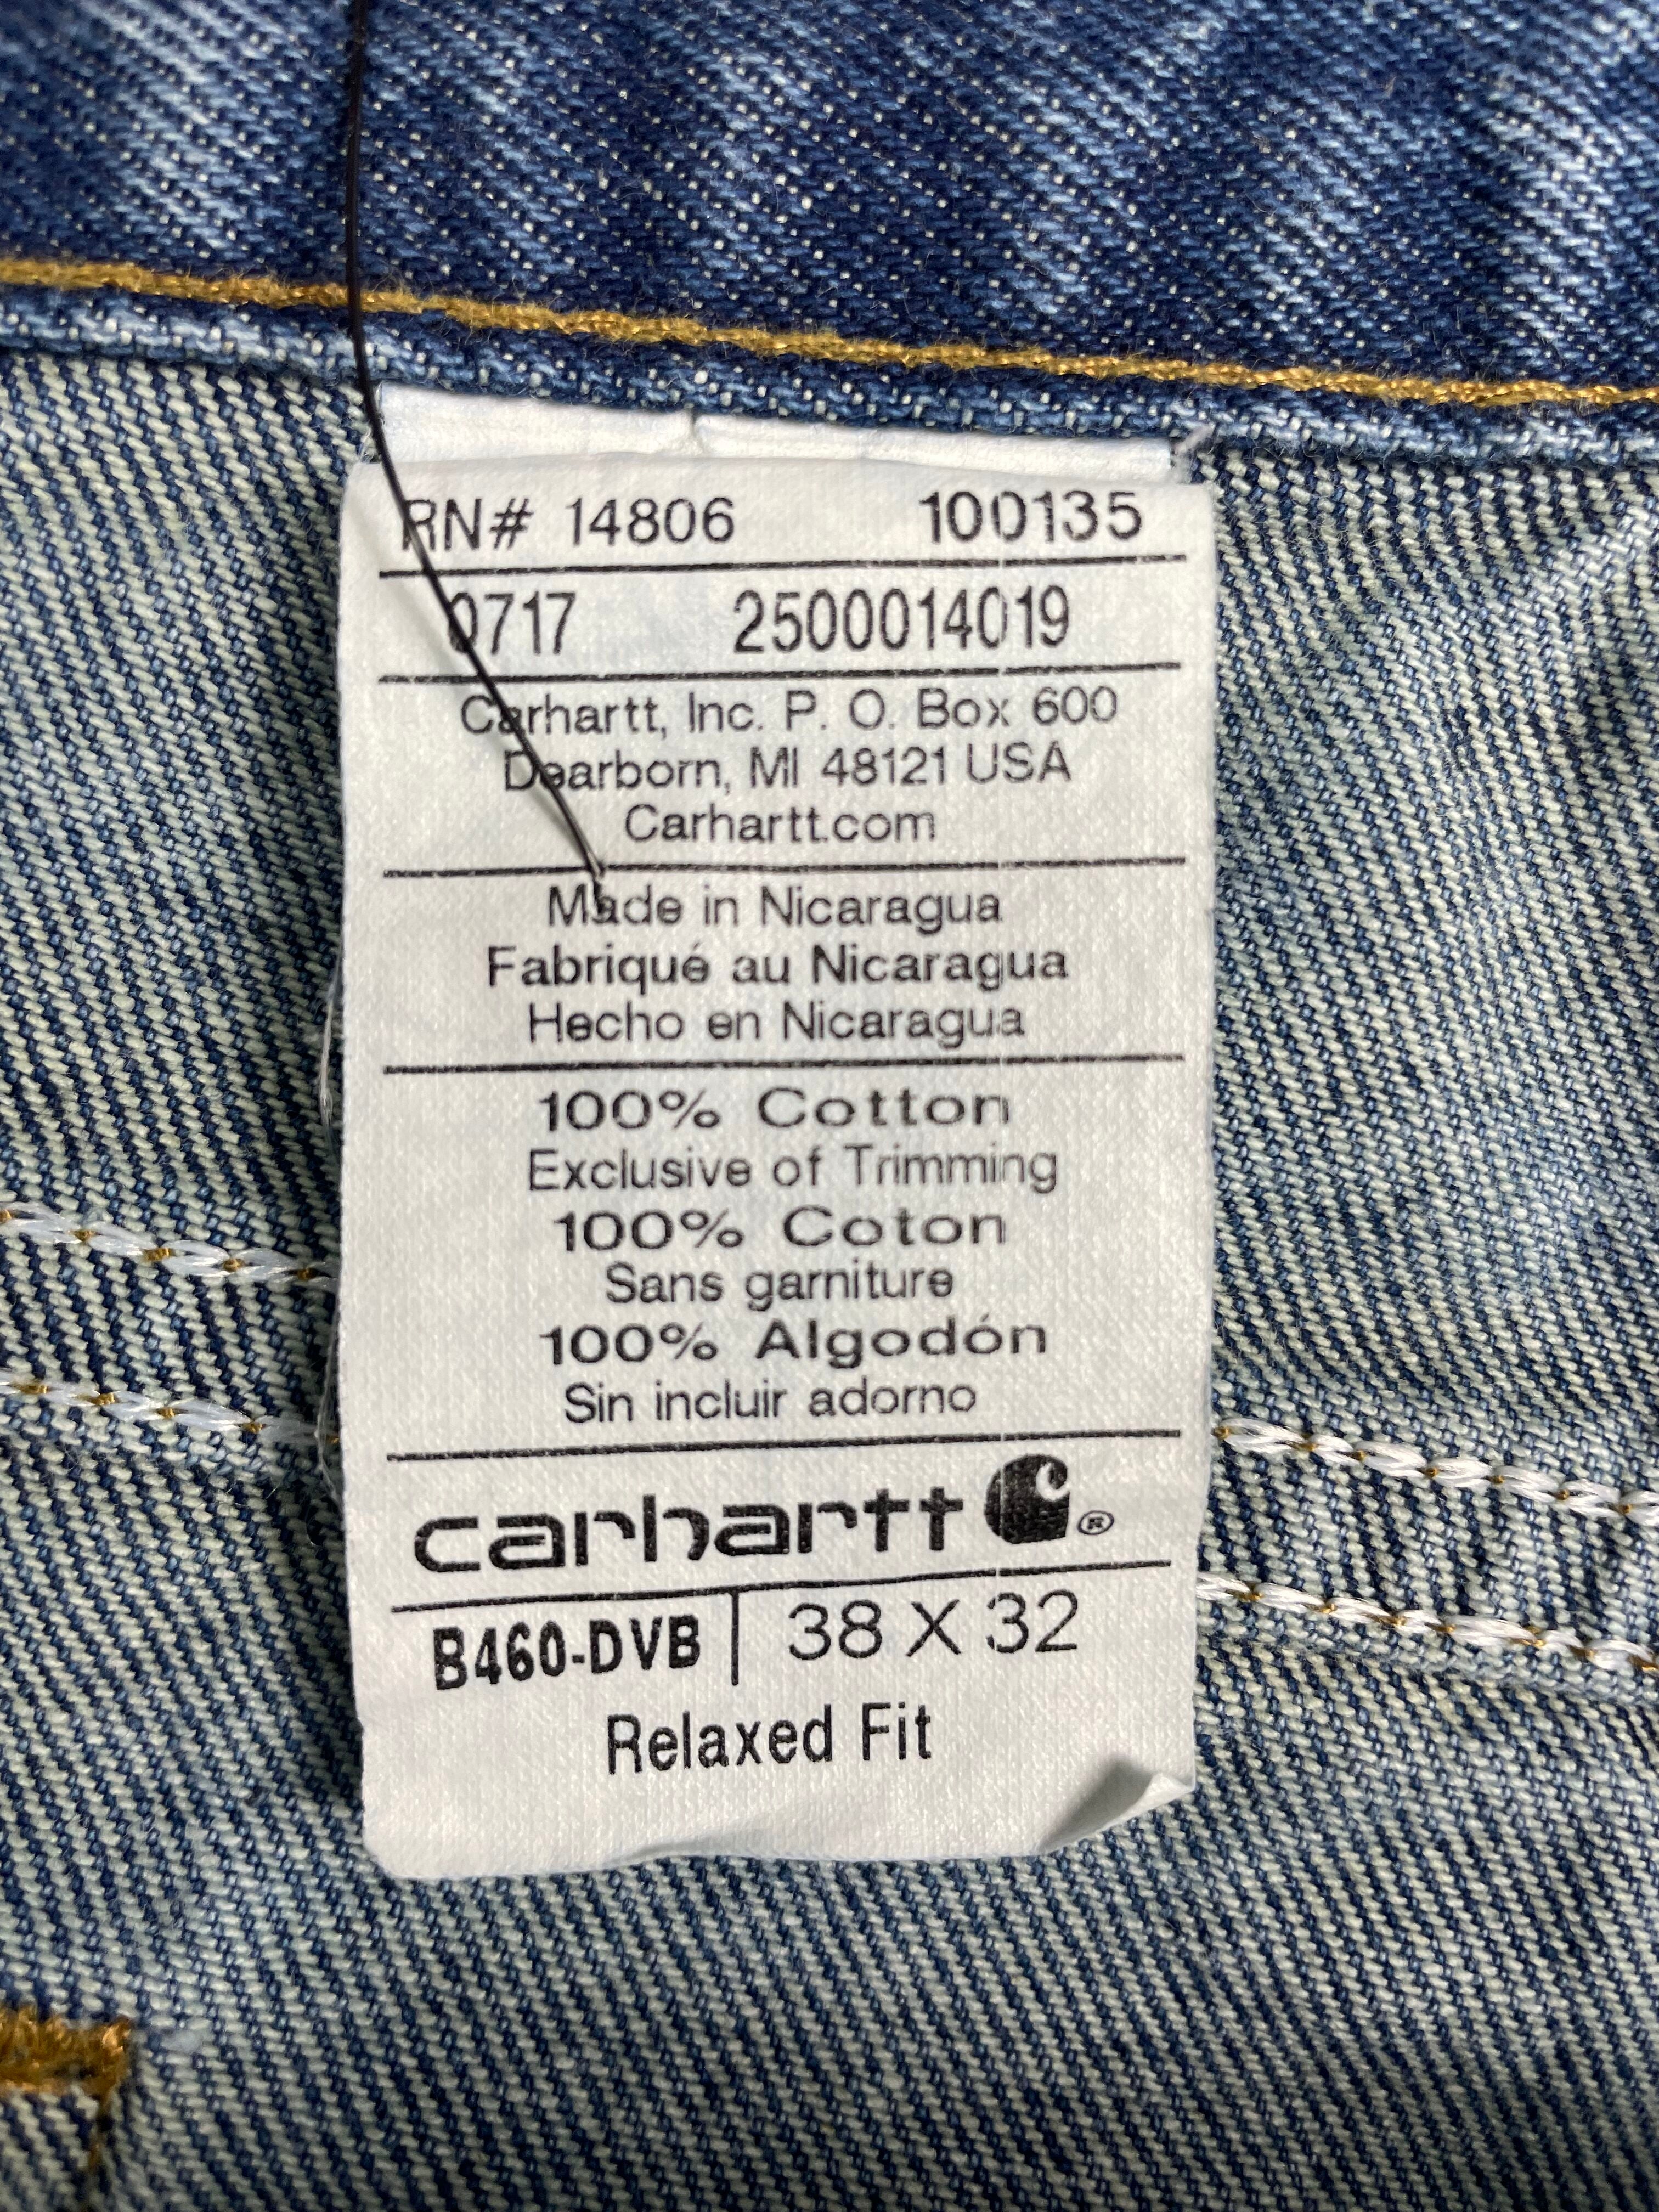 RN# 14806 100135
0717 2500014019
Carhartt, Inc. P. O. Box 600
Dearborn, MI 48121 USA
Carhartt.com
Made in Nicaragua
Fabriqué au Nicaragua
Hecho en Nicaragua
100% Cotton
Exclusive of Trimming
100% Coton
Sans garniture
100% Algodón
Sin incluir adorno
carhartt ®
B460-DVB | 38 X 32
Relaxed Fit